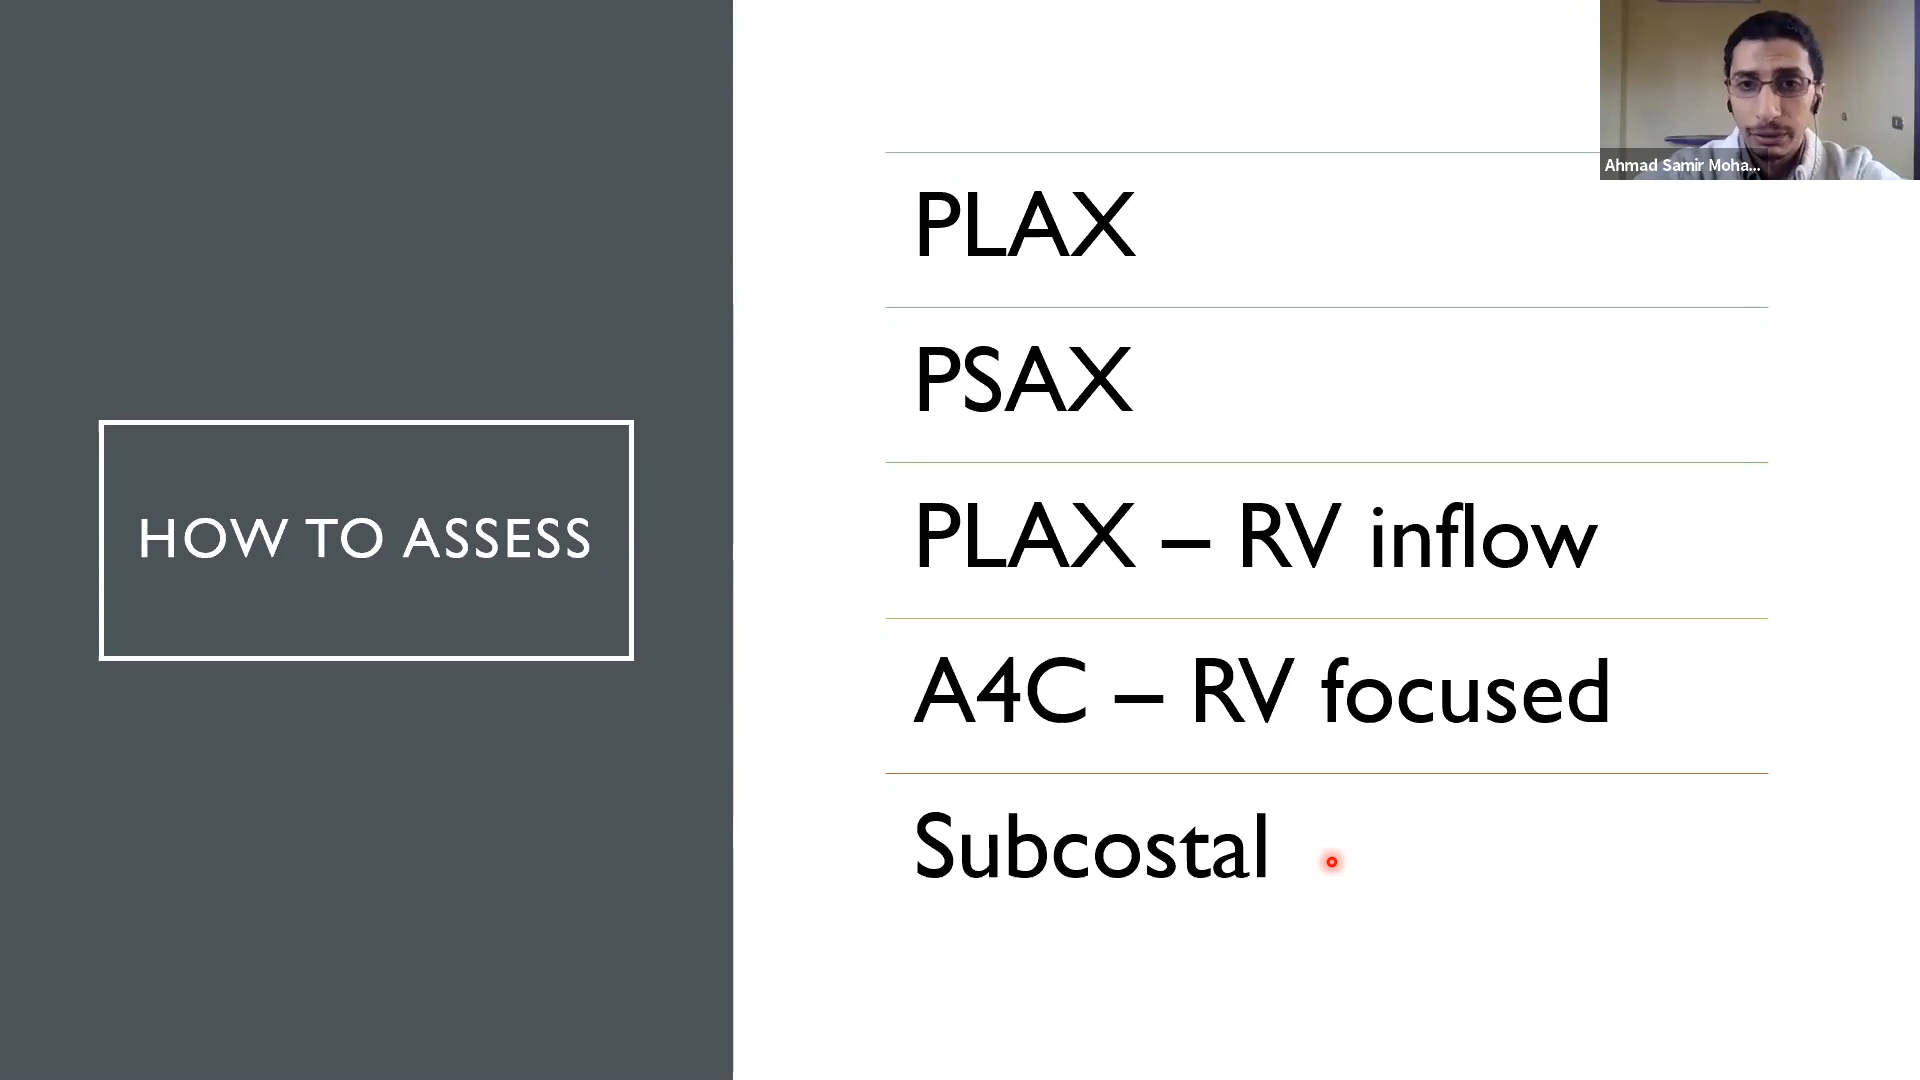 HOW TO ASSESS
PLAX
PSAX
PLAX – RV inflow
A4C – RV focused
Subcostal
Ahmad Samir Moha...